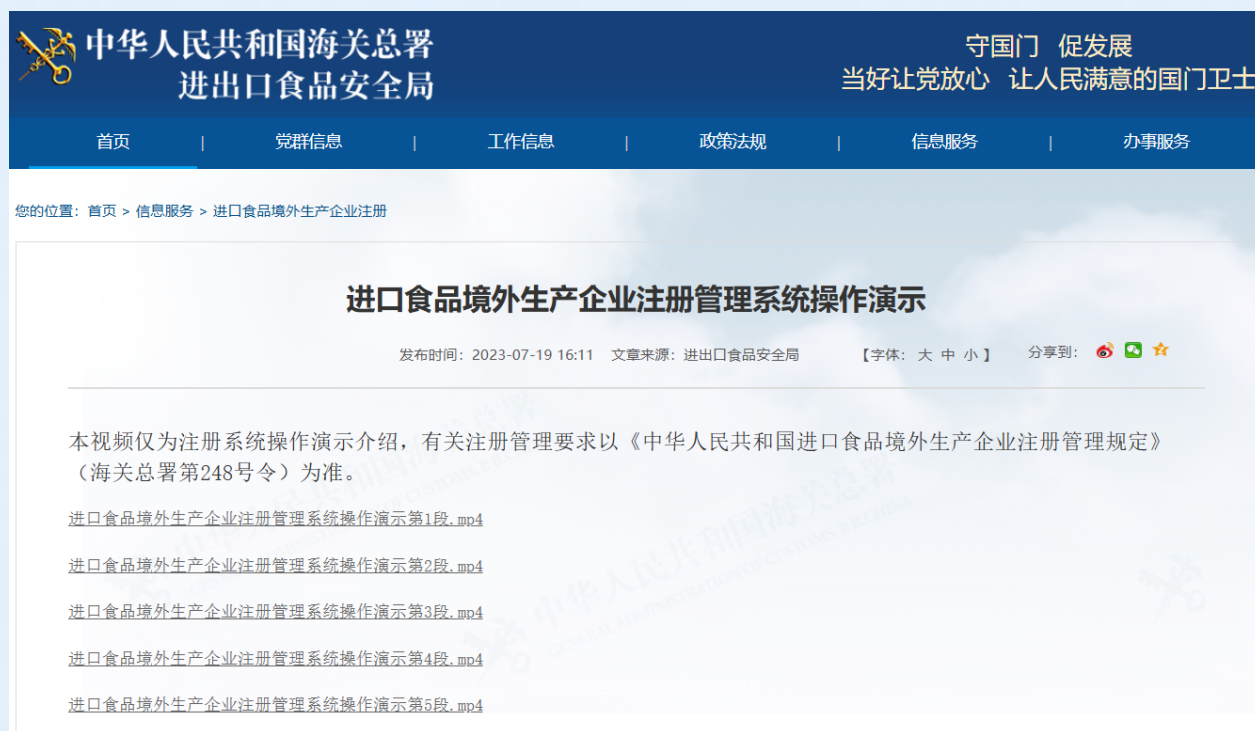 中华人民共和国海关总署
进出口食品安全局
守国门 促发展
当好让党放心 让人民满意的国门卫士
首页 | 党群信息 | 工作信息 | 政策法规 | 信息服务 | 办事服务
您的位置：首页 > 信息服务 > 进口食品境外生产企业注册
进口食品境外生产企业注册管理系统操作演示
发布时间：2023-07-19 16:11 文章来源：进出口食品安全局 【字体：大 中 小】 分享到：
本视频仅为注册系统操作演示介绍，有关注册管理要求以《中华人民共和国进口食品境外生产企业注册管理规定》
（海关总署第248号令）为准。
进口食品境外生产企业注册管理系统操作演示第1段.mp4
进口食品境外生产企业注册管理系统操作演示第2段.mp4
进口食品境外生产企业注册管理系统操作演示第3段.mp4
进口食品境外生产企业注册管理系统操作演示第4段.mp4
进口食品境外生产企业注册管理系统操作演示第5段.mp4
中华人民共和国海关总署
GENERAL ADMINISTRATION OF CUSTOMS, P.R.CHINA